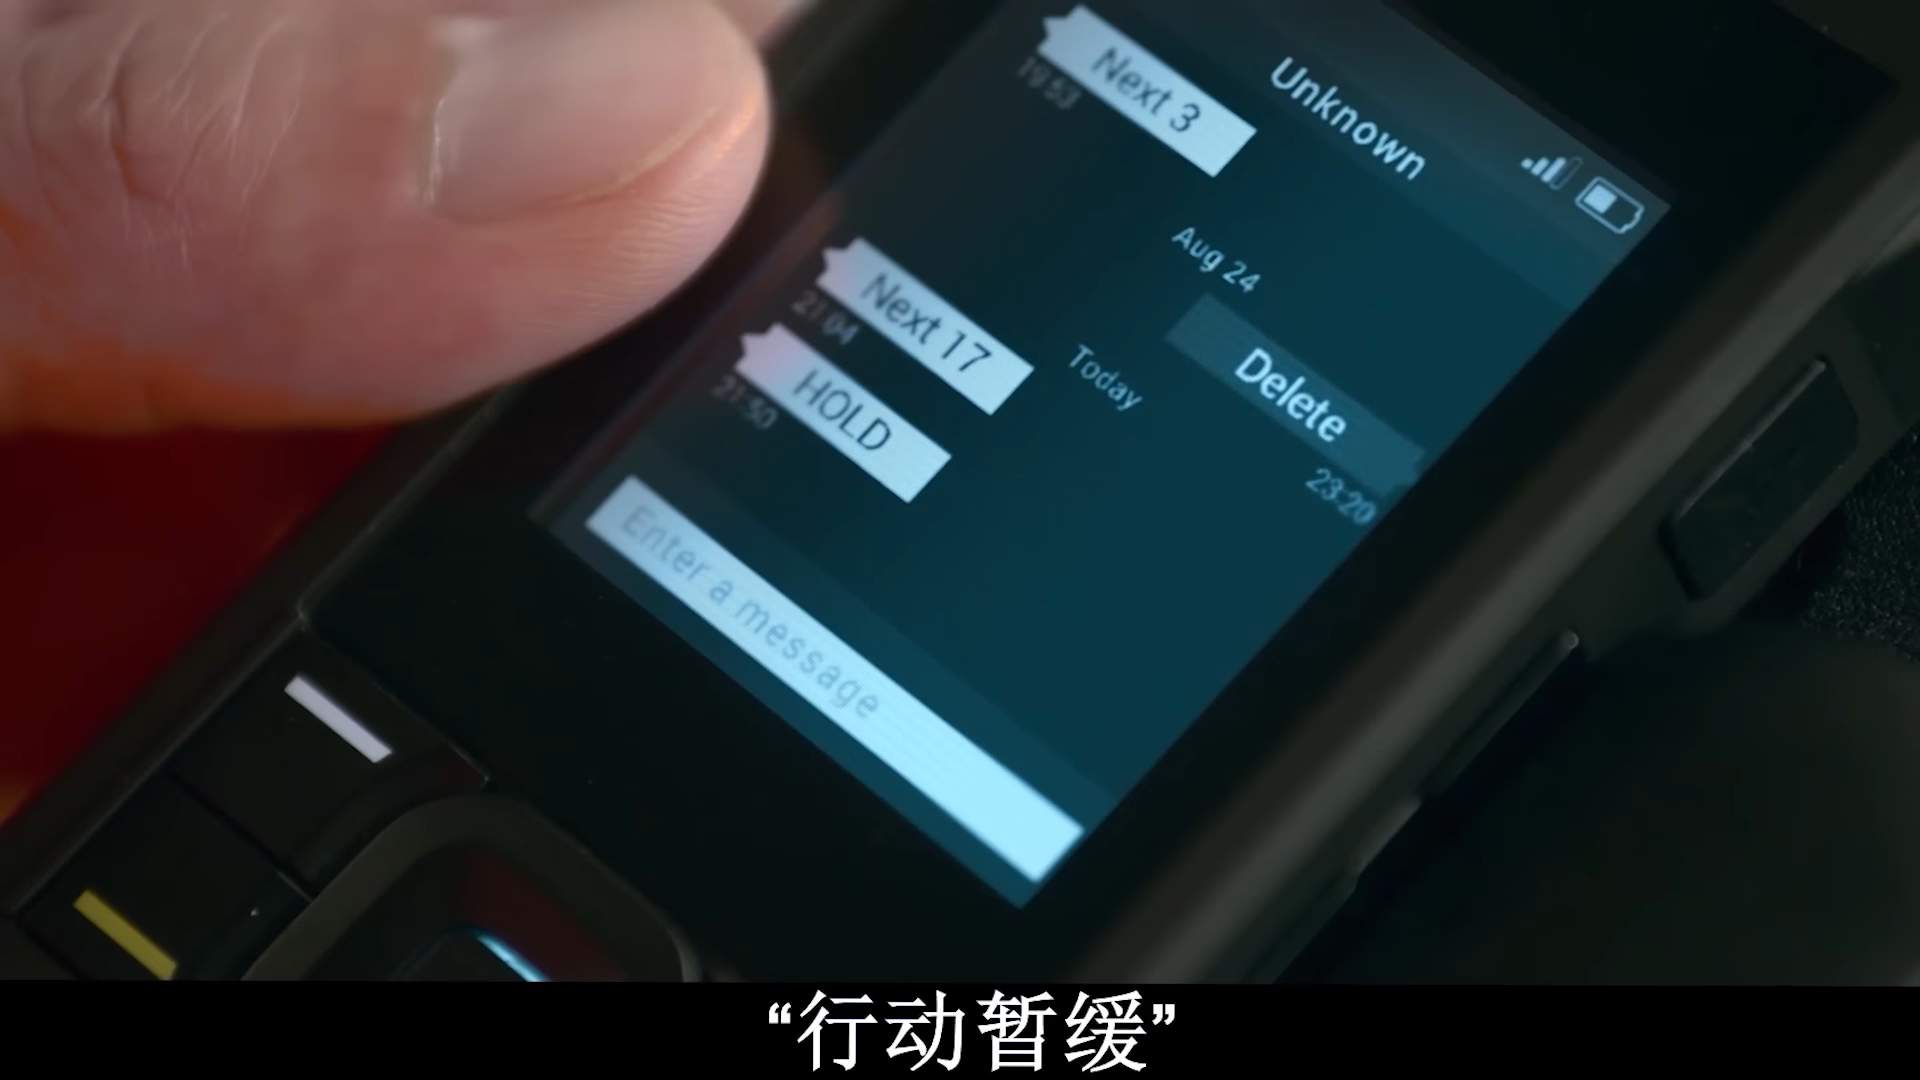 Unknown
Next 3
19:53
Aug 24
Delete
23:20
Today
Next 17
21:04
HOLD
21:50
Enter a message
“行动暂缓”